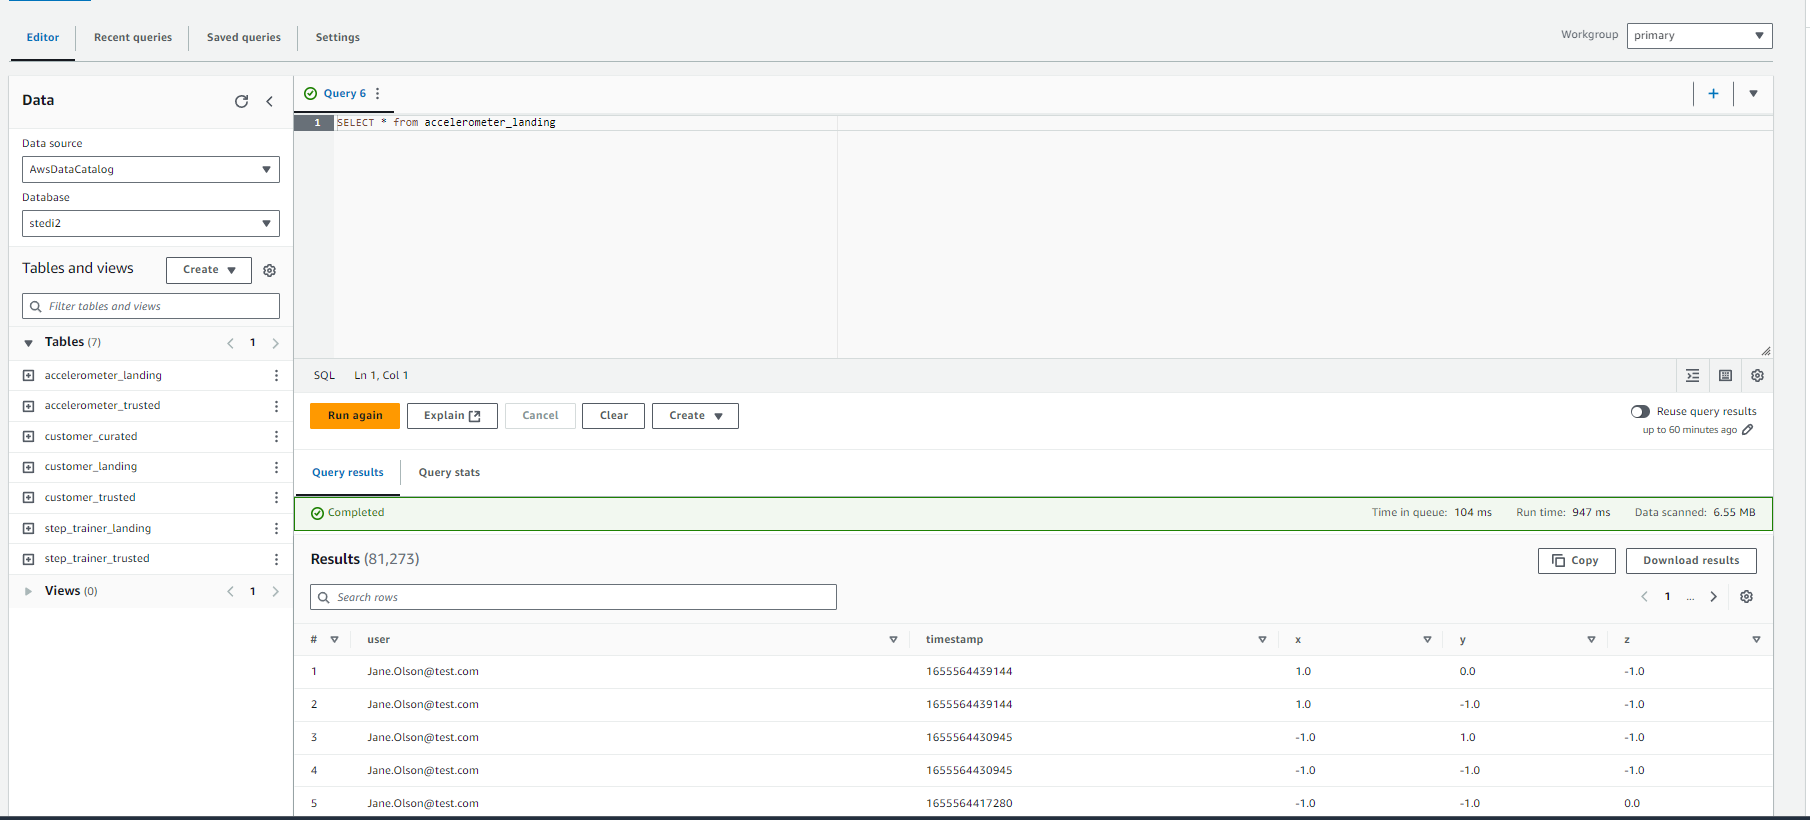 Editor Recent queries Saved queries Settings Workgroup primary
Data
Data source
AwsDataCatalog
Database
stedi2
Tables and views Create
Filter tables and views
Tables (7) 1
accelerometer_landing
accelerometer_trusted
customer_curated
customer_landing
customer_trusted
step_trainer_landing
step_trainer_trusted
Views (0) 1
Query 6
1 SELECT * from accelerometer_landing
SQL Ln 1, Col 1
Run again Explain Cancel Clear Create Reuse query results
up to 60 minutes ago
Query results Query stats
Completed Time in queue: 104 ms Run time: 947 ms Data scanned: 6.55 MB
Results (81,273) Copy Download results
Search rows 1 ...
# user timestamp x y z
1 Jane.Olson@test.com 1655564439144 1.0 0.0 -1.0
2 Jane.Olson@test.com 1655564439144 1.0 -1.0 -1.0
3 Jane.Olson@test.com 1655564430945 -1.0 1.0 -1.0
4 Jane.Olson@test.com 1655564430945 -1.0 -1.0 -1.0
5 Jane.Olson@test.com 1655564417280 -1.0 -1.0 0.0